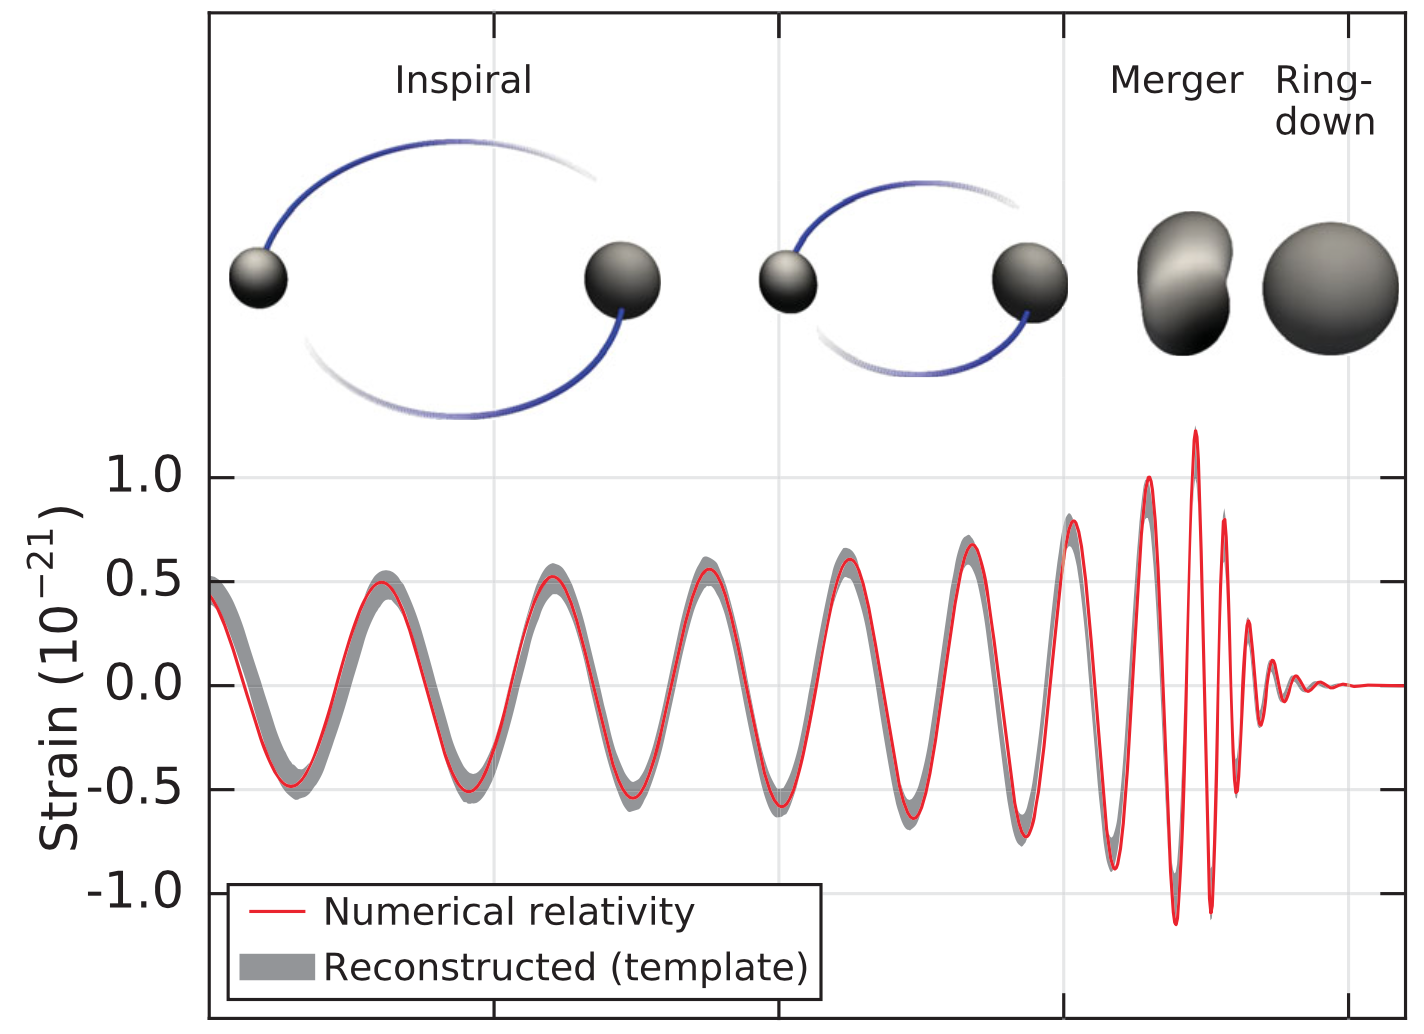 Inspiral
Merger
Ring-
down
1.0
0.5
0.0
-0.5
-1.0
Strain (10⁻²¹)
Numerical relativity
Reconstructed (template)